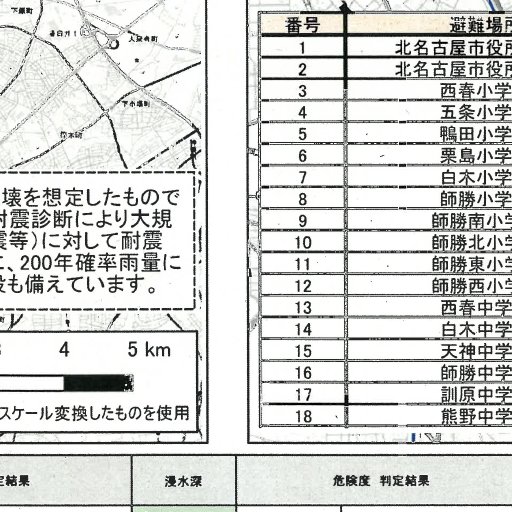 番号 避難場所
1 北名古屋市役所
2 北名古屋市役所
3 西春小学
4 五条小学
5 鴨田小学
6 栗島小学
7 白木小学
8 師勝小学
9 師勝南小学
10 師勝北小学
11 師勝東小学
12 師勝西小学
13 西春中学
14 白木中学
15 天神中学
16 師勝中学
17 訓原中学
18 熊野中学
壊を想定したもので
耐震診断により大規
震等)に対して耐震
に、200年確率雨量に
設も備えています。
3 4 5 km
スケール変換したものを使用
定結果 浸水深 危険度 判定結果